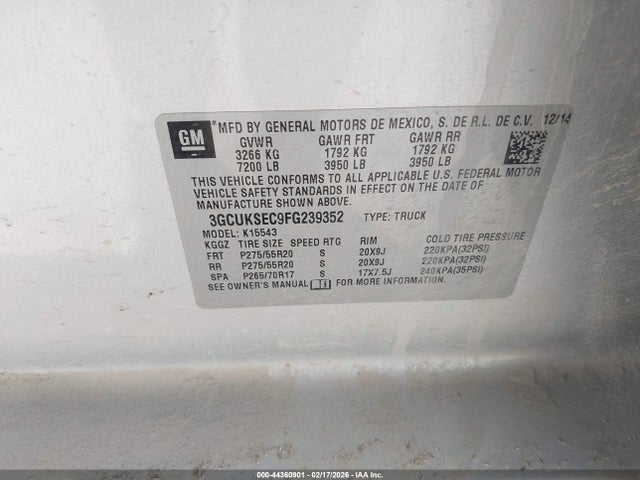 GM
MFD BY GENERAL MOTORS DE MEXICO, S. DE R.L. DE C.V. 12/14
GVWR GAWR FRT GAWR RR
3266 KG 1792 KG 1792 KG
7200 LB 3950 LB 3950 LB
THIS VEHICLE CONFORMS TO ALL APPLICABLE U.S. FEDERAL MOTOR
VEHICLE SAFETY STANDARDS IN EFFECT ON THE DATE OF
MANUFACTURE SHOWN ABOVE.
3GCUKSEC9FG239352 TYPE: TRUCK
MODEL: K15543
KGGZ TIRE SIZE SPEED RTG RIM COLD TIRE PRESSURE
FRT P275/55R20 S 20X9J 220KPA(32PSI)
RR P275/55R20 S 20X9J 220KPA(32PSI)
SPA P265/70R17 S 17X7.5J 240KPA(35PSI)
SEE OWNER'S MANUAL FOR MORE INFORMATION.
000-44360901 - 02/17/2026 - COPYRIGHT IAA, LLC